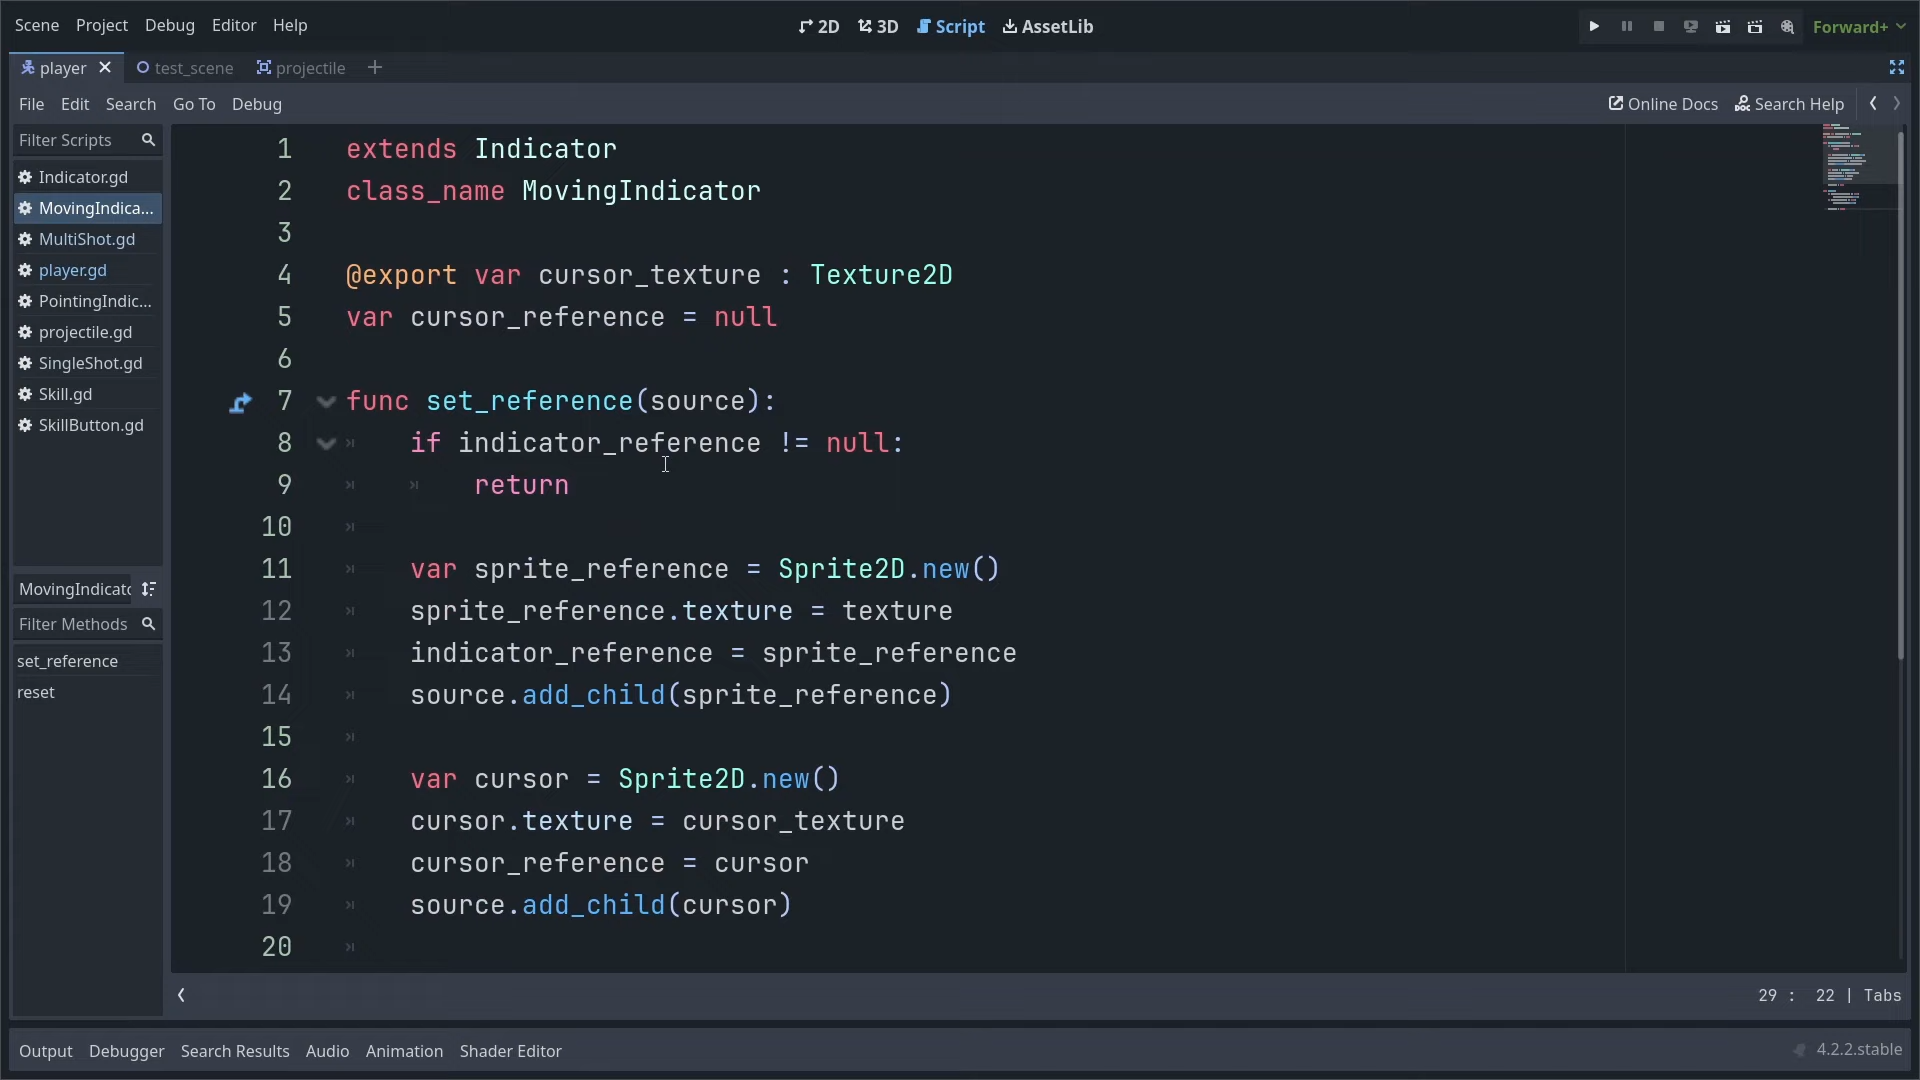 Scene Project Debug Editor Help
2D 3D Script AssetLib
Forward+
player test_scene projectile
File Edit Search Go To Debug
Online Docs Search Help
Filter Scripts
Indicator.gd
MovingIndica...
MultiShot.gd
player.gd
PointingIndic...
projectile.gd
SingleShot.gd
Skill.gd
SkillButton.gd
MovingIndicato
Filter Methods
set_reference
reset
1 extends Indicator
2 class_name MovingIndicator
3
4 @export var cursor_texture : Texture2D
5 var cursor_reference = null
6
7 func set_reference(source):
8 if indicator_reference != null:
9 return
10
11 var sprite_reference = Sprite2D.new()
12 sprite_reference.texture = texture
13 indicator_reference = sprite_reference
14 source.add_child(sprite_reference)
15
16 var cursor = Sprite2D.new()
17 cursor.texture = cursor_texture
18 cursor_reference = cursor
19 source.add_child(cursor)
20
29 : 22 | Tabs
Output Debugger Search Results Audio Animation Shader Editor
4.2.2.stable